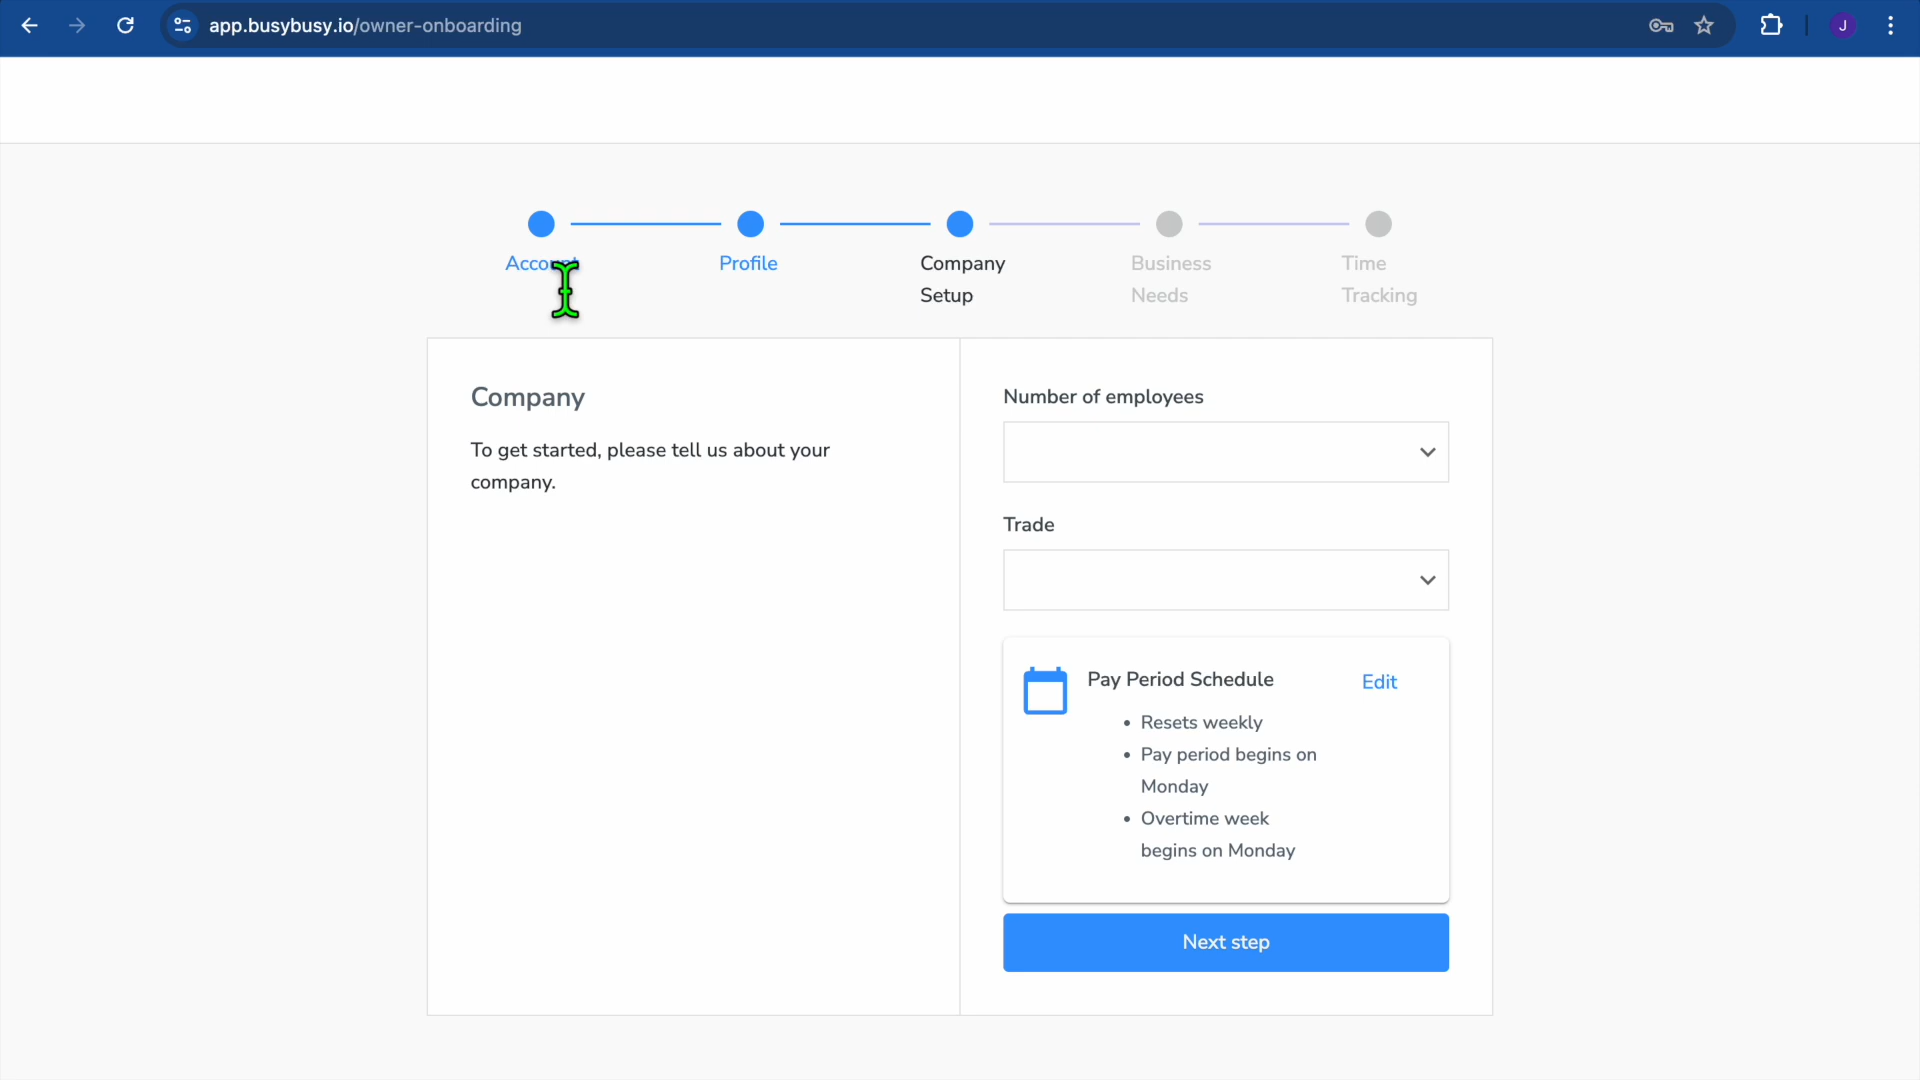 app.busybusy.io/owner-onboarding
J
Account
Profile
Company
Setup
Business
Needs
Time
Tracking
Company
To get started, please tell us about your
company.
Number of employees
Trade
Pay Period Schedule
Edit
• Resets weekly
• Pay period begins on
Monday
• Overtime week
begins on Monday
Next step